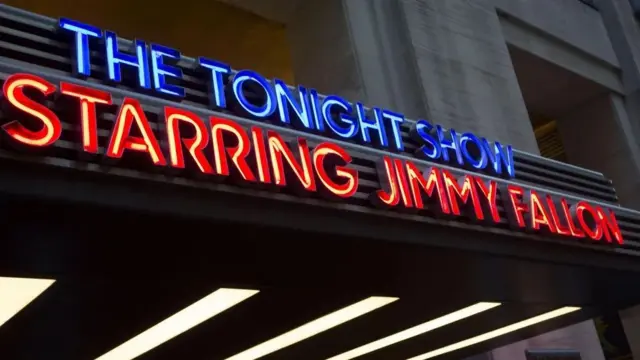 THE TONIGHT SHOW
STARRING JIMMY FALLON